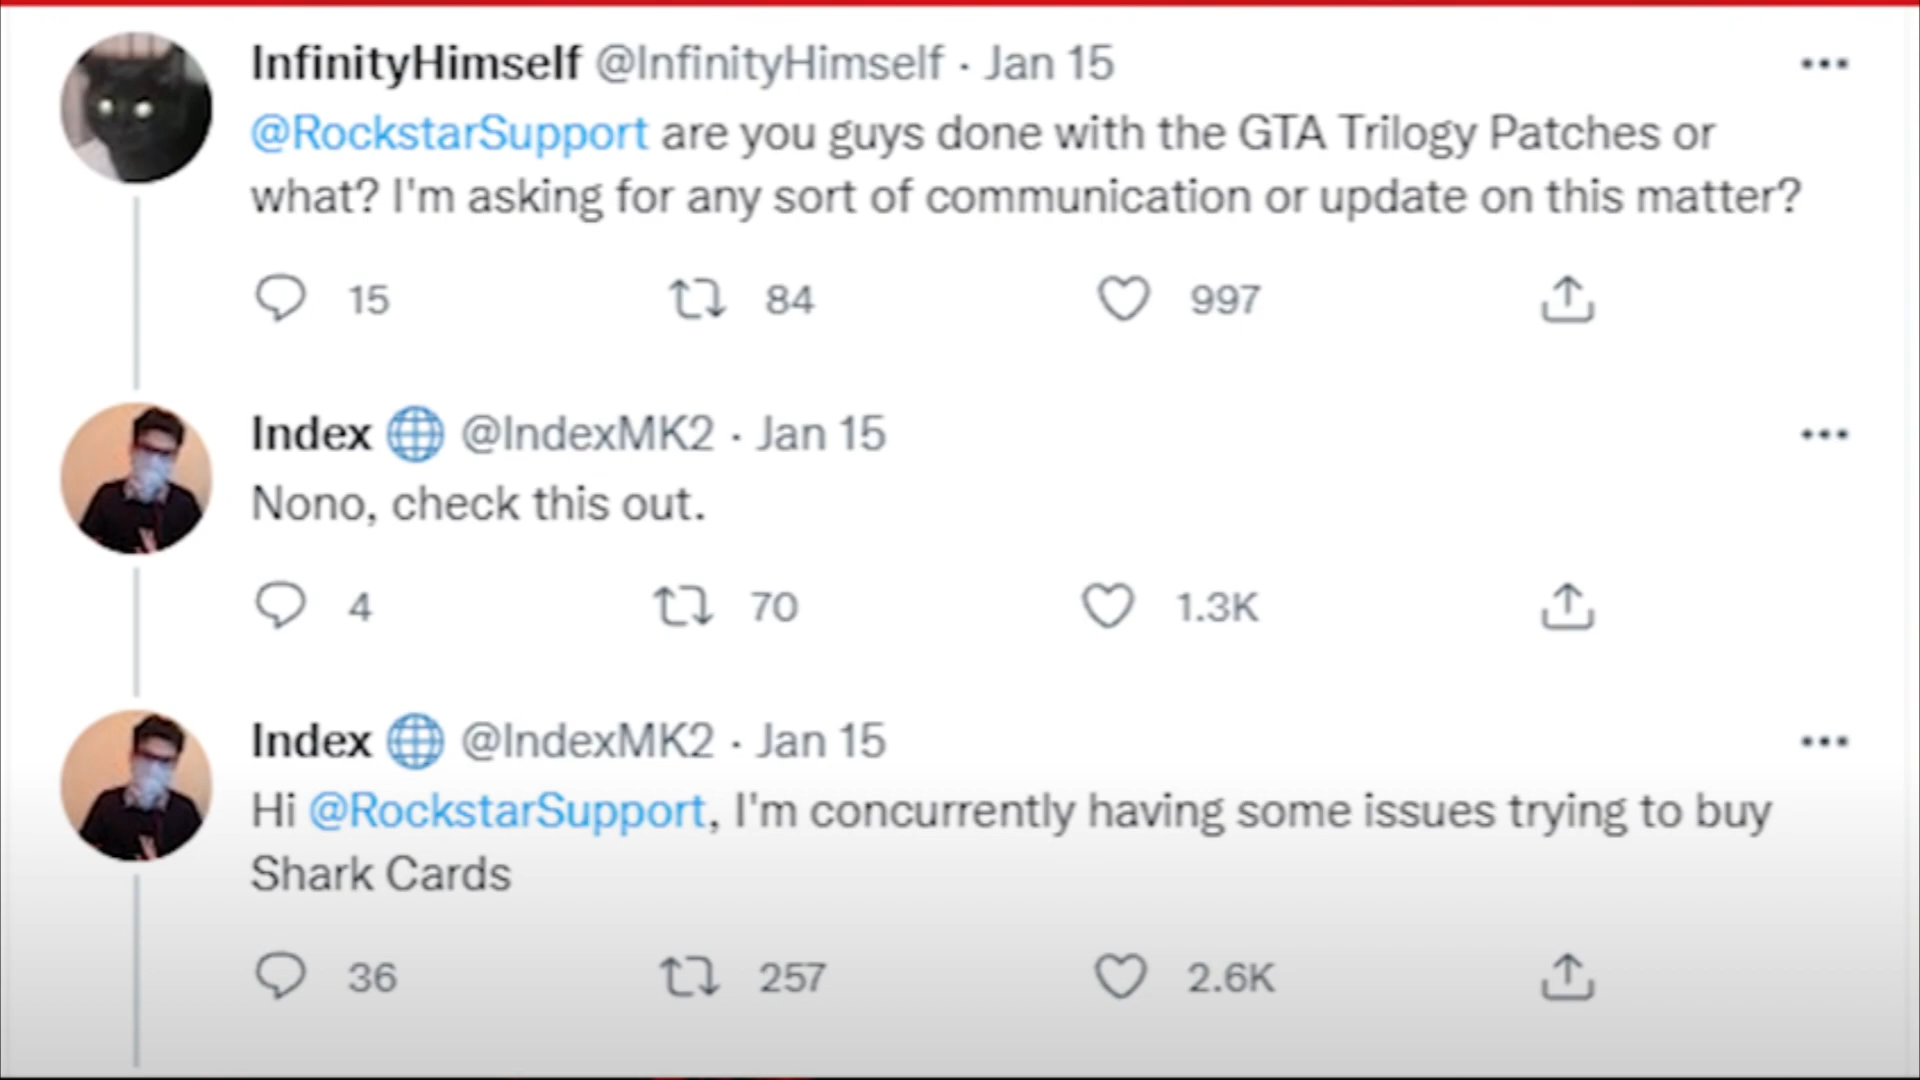 InfinityHimself @InfinityHimself · Jan 15
@RockstarSupport are you guys done with the GTA Trilogy Patches or
what? I'm asking for any sort of communication or update on this matter?
15 84 997
Index @IndexMK2 · Jan 15
Nono, check this out.
4 70 1.3K
Index @IndexMK2 · Jan 15
Hi @RockstarSupport, I'm concurrently having some issues trying to buy
Shark Cards
36 257 2.6K